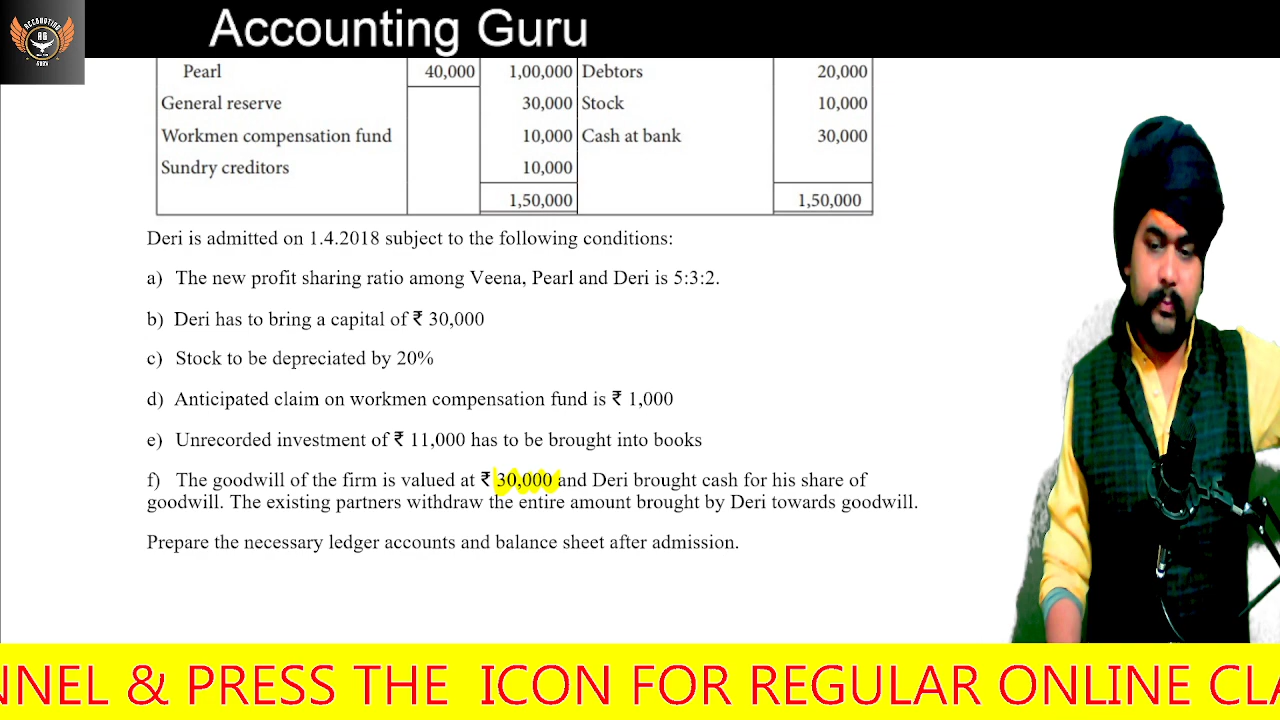 Accounting Guru
ACCOUNTING
AG
GURU
Pearl 40,000 1,00,000 Debtors 20,000
General reserve 30,000 Stock 10,000
Workmen compensation fund 10,000 Cash at bank 30,000
Sundry creditors 10,000
1,50,000 1,50,000
Deri is admitted on 1.4.2018 subject to the following conditions:
a) The new profit sharing ratio among Veena, Pearl and Deri is 5:3:2.
b) Deri has to bring a capital of ₹ 30,000
c) Stock to be depreciated by 20%
d) Anticipated claim on workmen compensation fund is ₹ 1,000
e) Unrecorded investment of ₹ 11,000 has to be brought into books
f) The goodwill of the firm is valued at ₹ 30,000 and Deri brought cash for his share of
goodwill. The existing partners withdraw the entire amount brought by Deri towards goodwill.
Prepare the necessary ledger accounts and balance sheet after admission.
NNEL & PRESS THE ICON FOR REGULAR ONLINE CLA